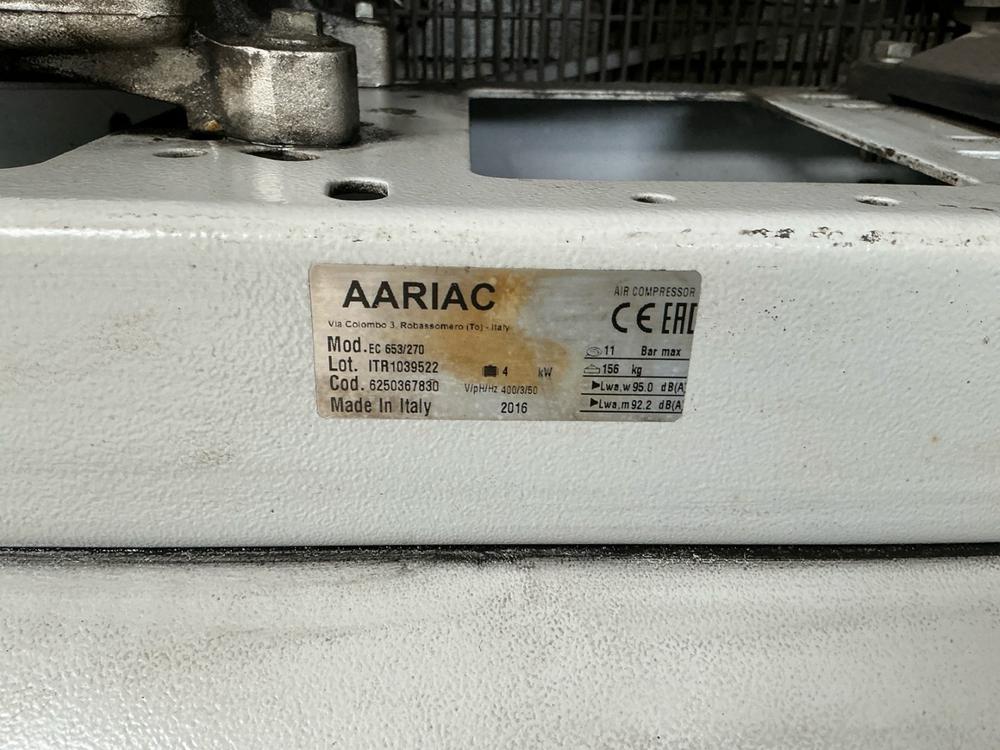 AARIAC
AIR COMPRESSOR
Via Colombo 3, Robassomero (To) - Italy
CE EAC
Mod. EC 653/270
11 Bar max
Lot. ITR1039522
4 kW
156 kg
Cod. 6250367830
V/pH/Hz 400/3/50
Lwa,w 95.0 dB(A)
Made In Italy
2016
Lwa,m 92.2 dB(A)